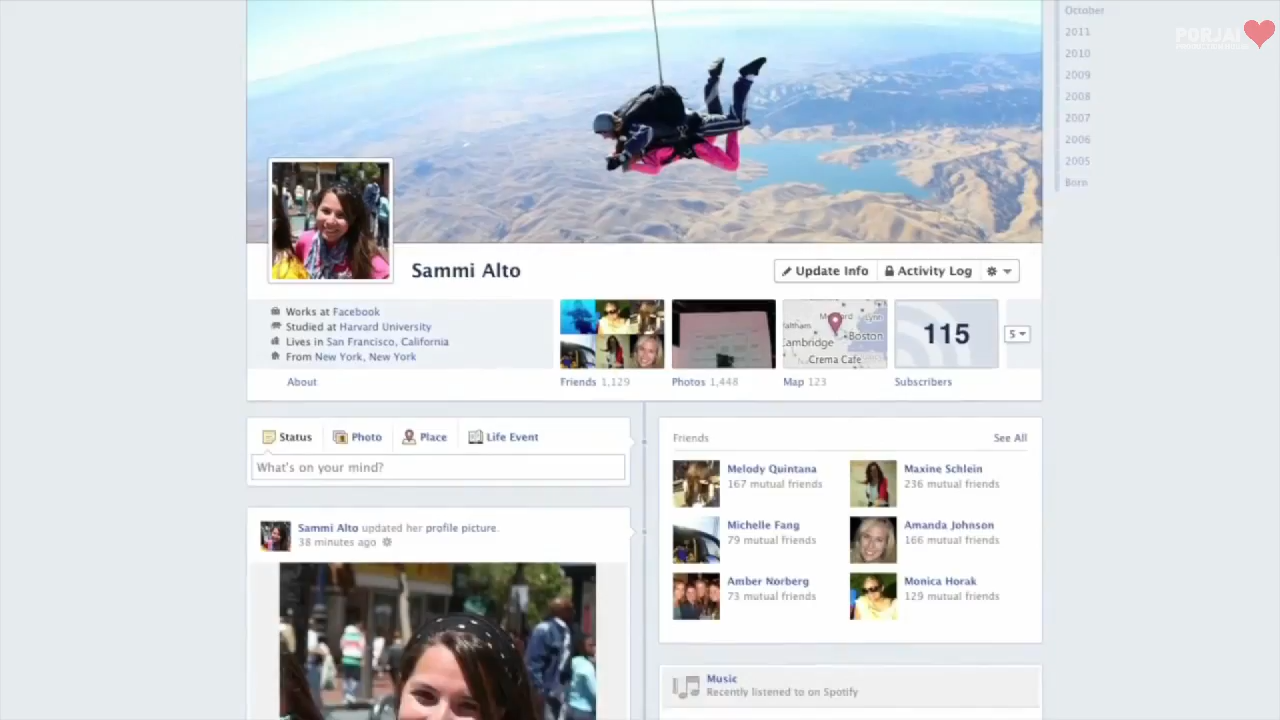 October
2011
2010
2009
2008
2007
2006
2005
Born
PORJAI
Sammi Alto
Update Info
Activity Log
Works at Facebook
Studied at Harvard University
Lives in San Francisco, California
From New York, New York
About
Friends 1,129
Photos 1,448
Boston
Crema Cafe
Map 123
115
Subscribers
5
Status
Photo
Place
Life Event
What's on your mind?
Sammi Alto updated her profile picture.
38 minutes ago
Friends
See All
Melody Quintana
167 mutual friends
Maxine Schlein
236 mutual friends
Michelle Fang
79 mutual friends
Amanda Johnson
166 mutual friends
Amber Norberg
73 mutual friends
Monica Horak
129 mutual friends
Music
Recently listened to on Spotify